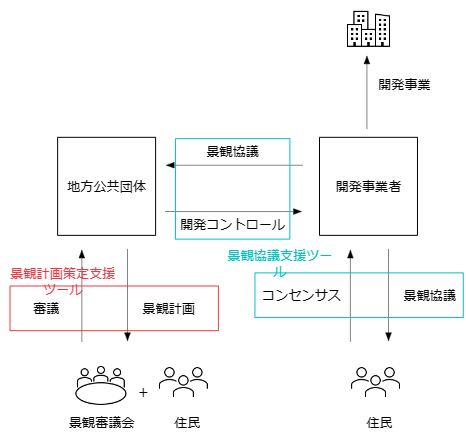 開発事業
景観協議
地方公共団体
開発事業者
開発コントロール
景観協議支援ツー
ル
景観計画策定支援
ツール
審議
景観計画
コンセンサス
景観協議
+
景観審議会
住民
住民